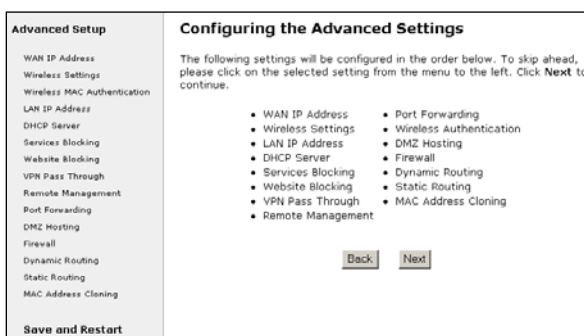 Advanced Setup
WAN IP Address
Wireless Settings
Wireless MAC Authentication
LAN IP Address
DHCP Server
Services Blocking
Website Blocking
VPN Pass Through
Remote Management
Port Forwarding
DMZ Hosting
Firewall
Dynamic Routing
Static Routing
MAC Address Cloning
Save and Restart
Configuring the Advanced Settings
The following settings will be configured in the order below. To skip ahead,
please click on the selected setting from the menu to the left. Click Next to
continue.
• WAN IP Address
• Wireless Settings
• LAN IP Address
• DHCP Server
• Services Blocking
• Website Blocking
• VPN Pass Through
• Remote Management
• Port Forwarding
• Wireless Authentication
• DMZ Hosting
• Firewall
• Dynamic Routing
• Static Routing
• MAC Address Cloning
Back Next